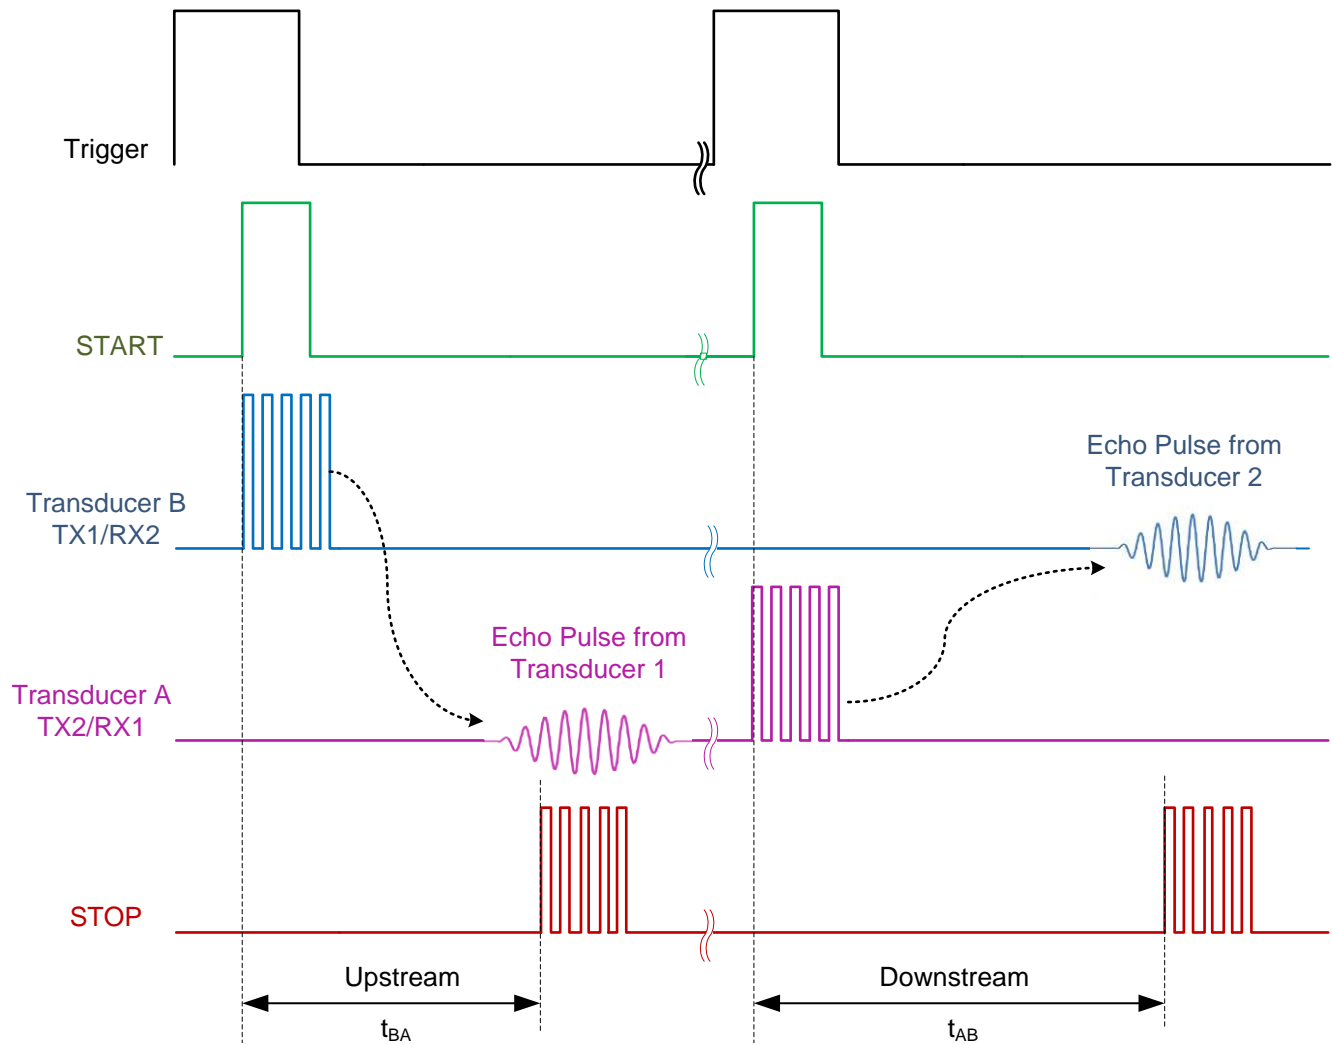 Trigger
START
Transducer B
TX1/RX2
Echo Pulse from
Transducer 2
Echo Pulse from
Transducer 1
Transducer A
TX2/RX1
STOP
Upstream
Downstream
tBA
tAB